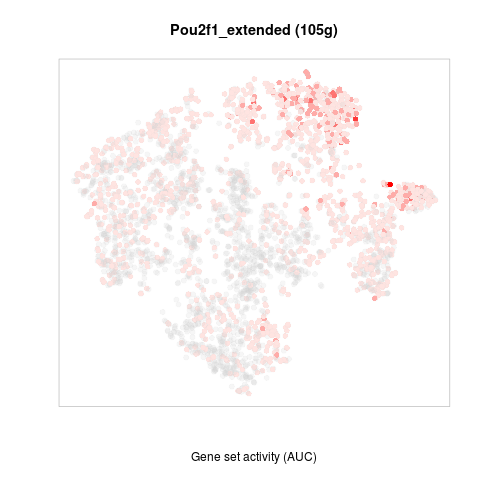 Pou2f1_extended (105g)
Gene set activity (AUC)